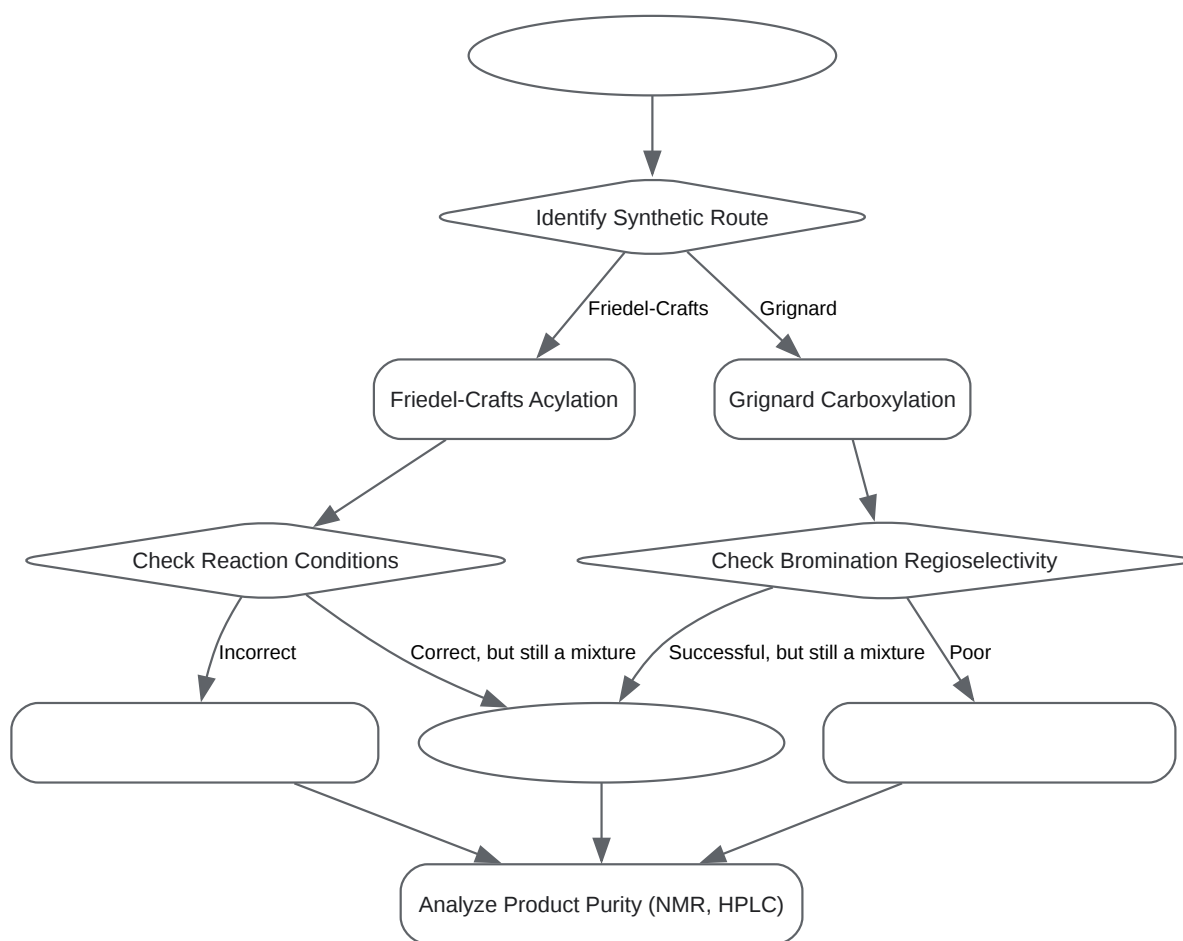 Identify Synthetic Route
Friedel-Crafts
Grignard
Friedel-Crafts Acylation
Grignard Carboxylation
Check Reaction Conditions
Check Bromination Regioselectivity
Incorrect
Correct, but still a mixture
Successful, but still a mixture
Poor
Analyze Product Purity (NMR, HPLC)